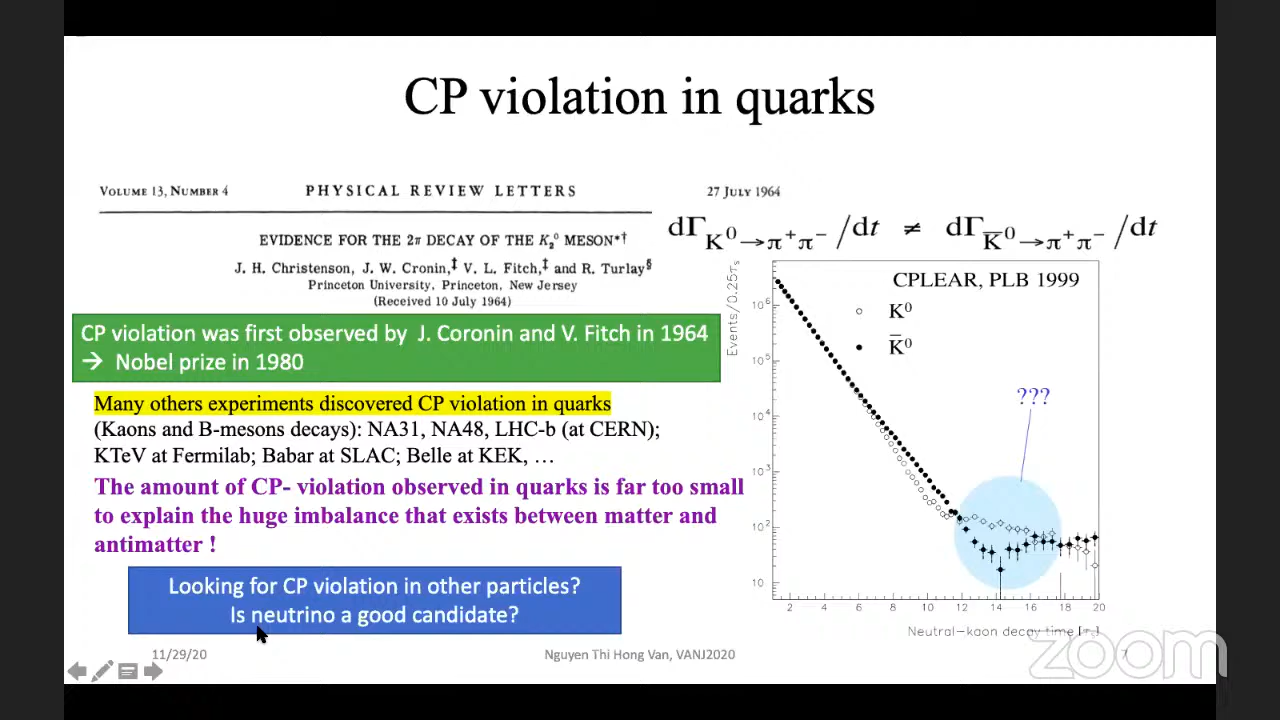 CP violation in quarks
VOLUME 13, NUMBER 4 PHYSICAL REVIEW LETTERS 27 JULY 1964
EVIDENCE FOR THE 2π DECAY OF THE K₂⁰ MESON*†
J. H. Christenson, J. W. Cronin,‡ V. L. Fitch,‡ and R. Turlay§
Princeton University, Princeton, New Jersey
(Received 10 July 1964)
dΓK⁰→π⁺π⁻/dt ≠ dΓK̅⁰→π⁺π⁻/dt
CP violation was first observed by J. Coronin and V. Fitch in 1964
→ Nobel prize in 1980
Many others experiments discovered CP violation in quarks
(Kaons and B-mesons decays): NA31, NA48, LHC-b (at CERN);
KTeV at Fermilab; Babar at SLAC; Belle at KEK, …
The amount of CP- violation observed in quarks is far too small
to explain the huge imbalance that exists between matter and
antimatter !
Looking for CP violation in other particles?
Is neutrino a good candidate?
Events/0.25τs
CPLEAR, PLB 1999
K⁰
K̅⁰
???
10⁶
10⁵
10⁴
10³
10²
10
2 4 6 8 10 12 14 16 18 20
Neutral-kaon decay time [τs]
11/29/20 Nguyen Thi Hong Van, VANJ2020 7
zoom